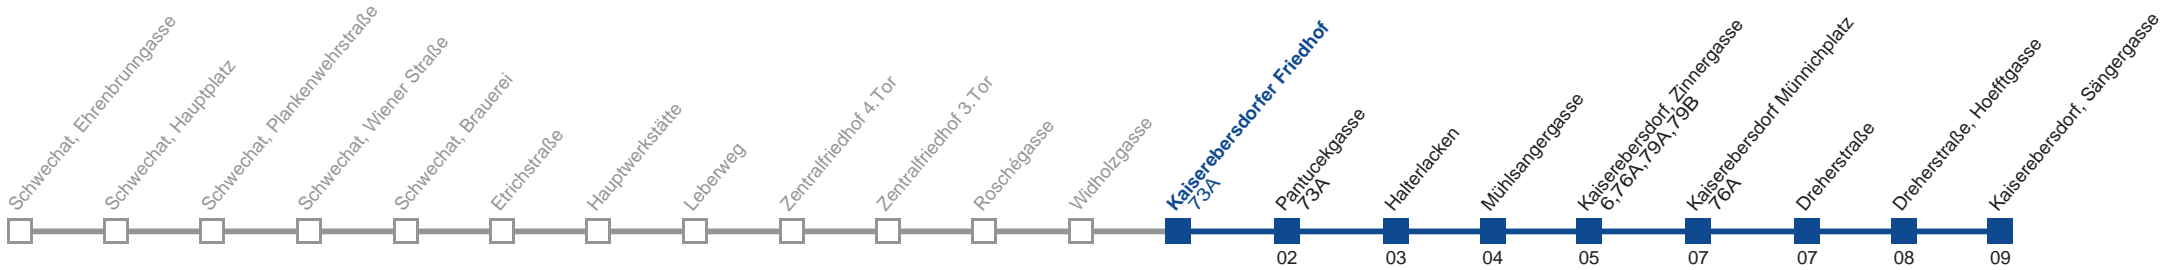 Schwechat, Ehrenbrunngasse
Schwechat, Hauptplatz
Schwechat, Plankenwehrstraße
Schwechat, Wiener Straße
Schwechat, Brauerei
Etrichstraße
Hauptwerkstätte
Leberweg
Zentralfriedhof 4.Tor
Zentralfriedhof 3.Tor
Roschégasse
Widholzgasse
Kaiserebersdorfer Friedhof
73A
Pantucekgasse
73A
02
Halterlacken
03
Mühlsangergasse
04
Kaiserebersdorf, Zinnergasse
6,76A,79A,79B
05
Kaiserebersdorf Münnichplatz
76A
07
Dreherstraße
07
Dreherstraße, Hoefftgasse
08
Kaiserebersdorf, Sängergasse
09